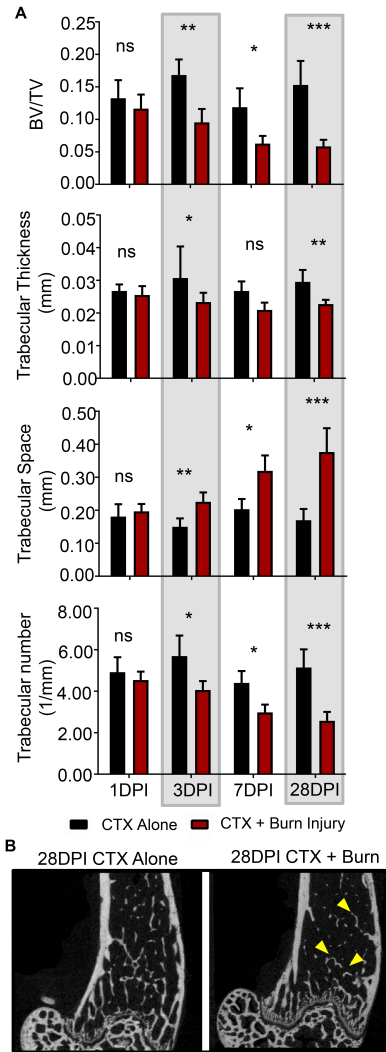 A
BV/TV
0.25
0.20
0.15
0.10
0.05
0.00
ns
**
*
***
Trabecular Thickness
(mm)
0.05
0.04
0.03
0.02
0.01
0.00
ns
*
ns
**
Trabecular Space
(mm)
0.50
0.40
0.30
0.20
0.10
0.00
ns
**
*
***
Trabecular number
(1/mm)
8.00
6.00
4.00
2.00
0.00
ns
*
*
***
1DPI 3DPI 7DPI 28DPI
CTX Alone CTX + Burn Injury
B
28DPI CTX Alone 28DPI CTX + Burn